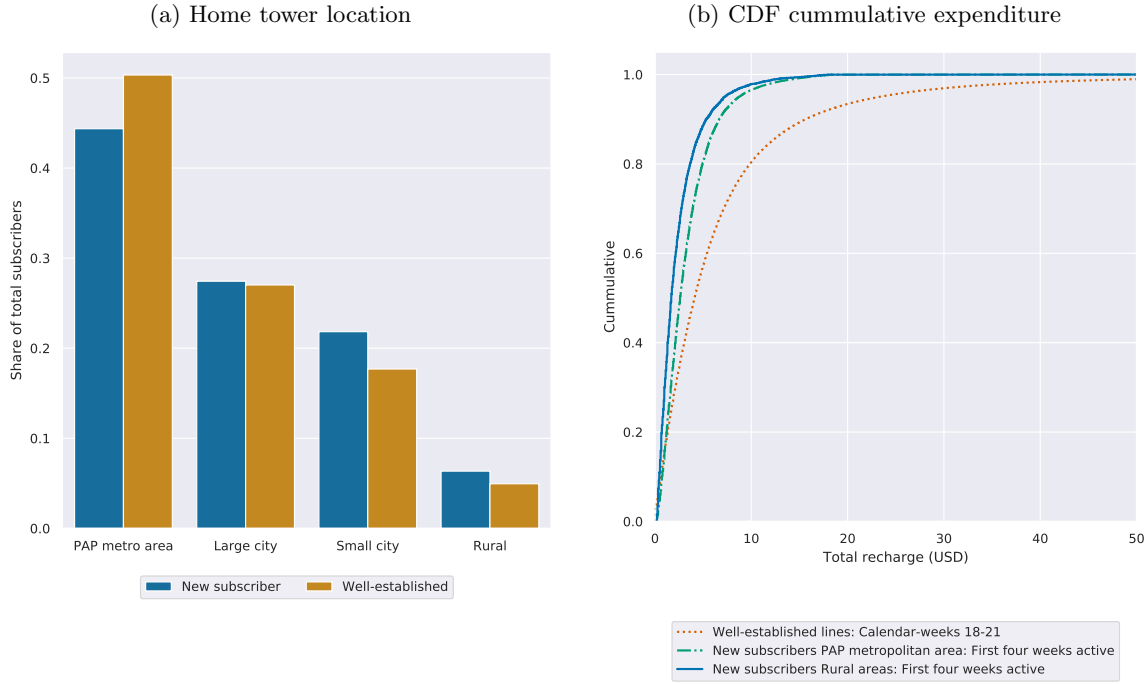 (a) Home tower location
0.5
0.4
0.3
0.2
0.1
0.0
Share of total subscribers
PAP metro area Large city Small city Rural
New subscriber Well-established
(b) CDF cummulative expenditure
1.0
0.8
0.6
0.4
0.2
0.0
Cummulative
0 10 20 30 40 50
Total recharge (USD)
Well-established lines: Calendar-weeks 18-21
New subscribers PAP metropolitan area: First four weeks active
New subscribers Rural areas: First four weeks active